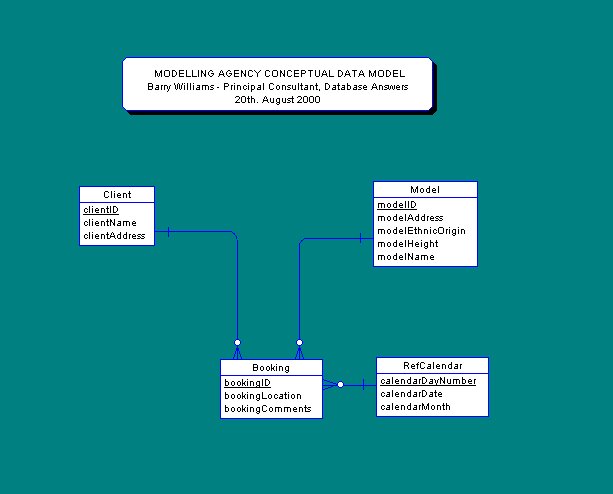 MODELLING AGENCY CONCEPTUAL DATA MODEL
Barry Williams - Principal Consultant, Database Answers
20th. August 2000
Client
clientID
clientName
clientAddress
Model
modelID
modelAddress
modelEthnicOrigin
modelHeight
modelName
Booking
bookingID
bookingLocation
bookingComments
RefCalendar
calendarDayNumber
calendarDate
calendarMonth